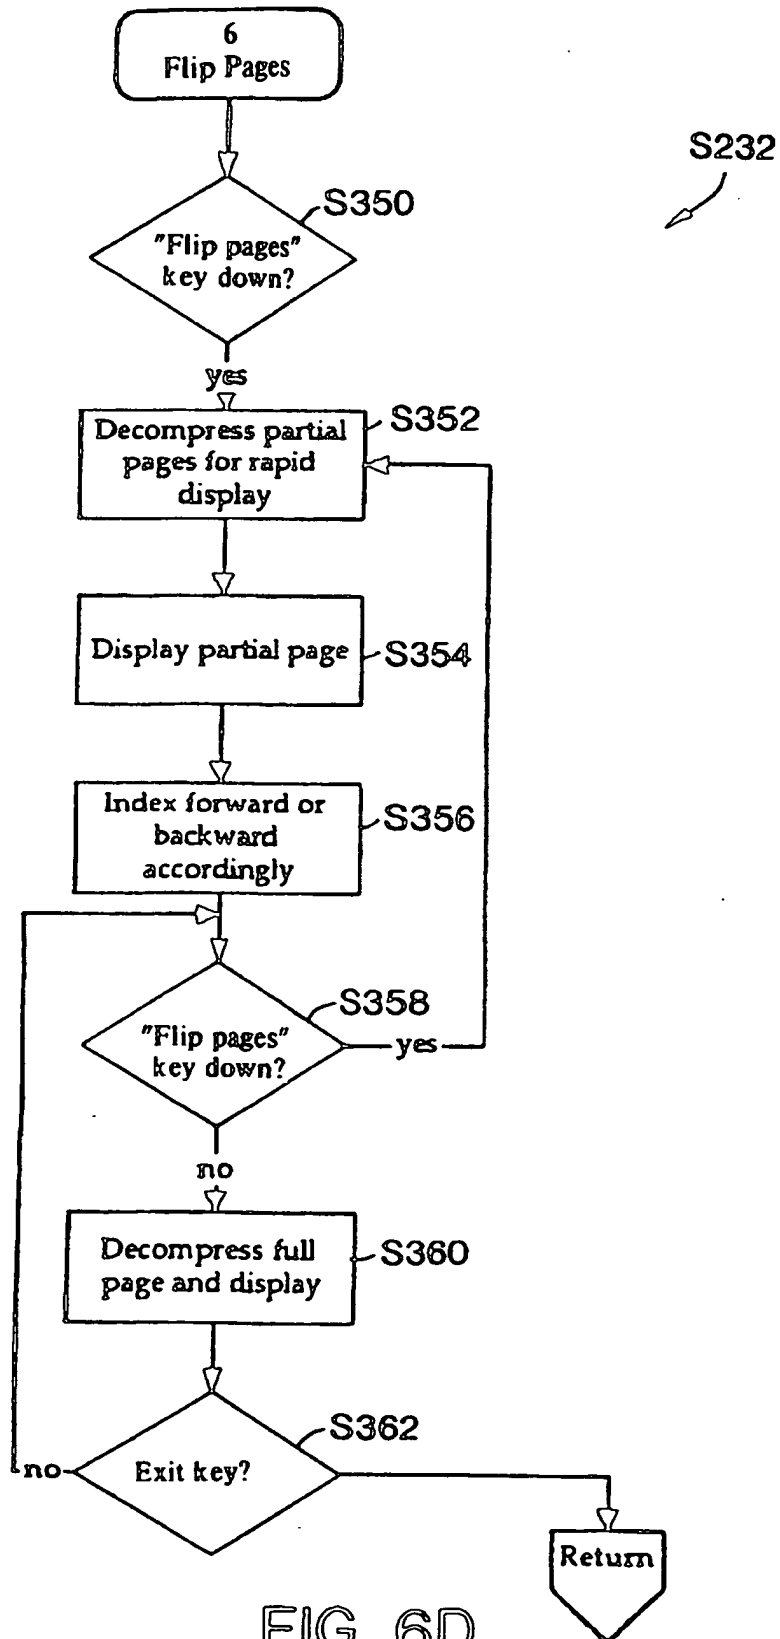 6
Flip Pages
S232
S350
"Flip pages"
key down?
yes
S352
Decompress partial
pages for rapid
display
Display partial page
S354
Index forward or
backward
accordingly
S356
S358
"Flip pages"
key down?
yes
no
Decompress full
page and display
S360
S362
Exit key?
no
Return
FIG. 6D